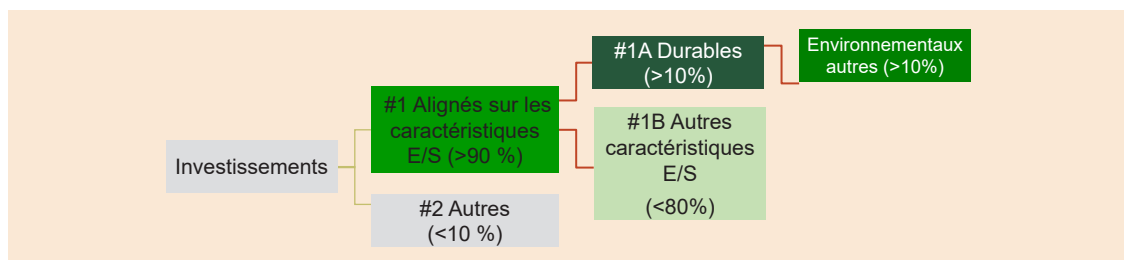 Investissements
#1 Alignés sur les
caractéristiques
E/S (>90 %)
#2 Autres
(<10 %)
#1A Durables
(>10%)
#1B Autres
caractéristiques
E/S
(<80%)
Environnementaux
autres (>10%)